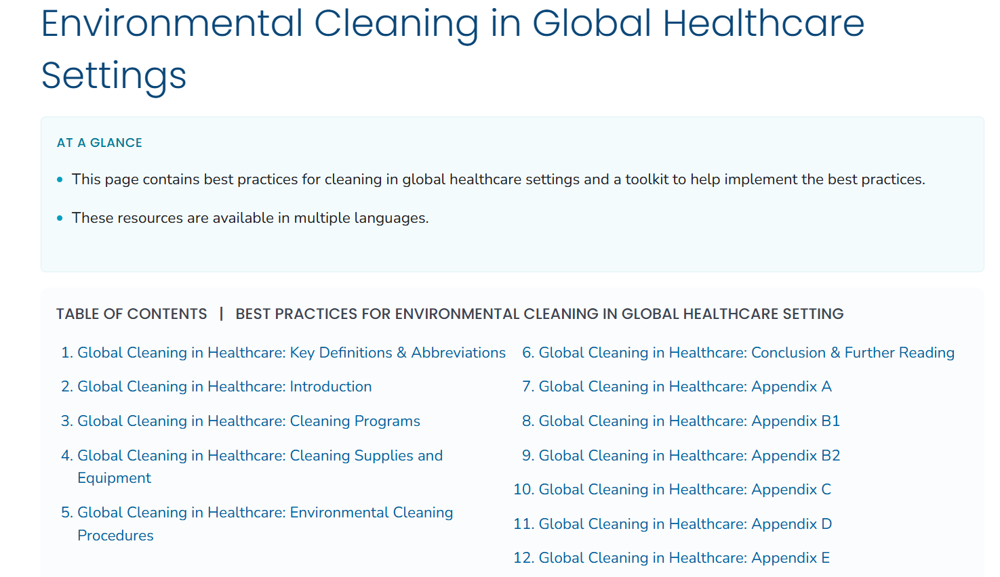 Environmental Cleaning in Global Healthcare
Settings
AT A GLANCE
• This page contains best practices for cleaning in global healthcare settings and a toolkit to help implement the best practices.
• These resources are available in multiple languages.
TABLE OF CONTENTS | BEST PRACTICES FOR ENVIRONMENTAL CLEANING IN GLOBAL HEALTHCARE SETTING
1. Global Cleaning in Healthcare: Key Definitions & Abbreviations
2. Global Cleaning in Healthcare: Introduction
3. Global Cleaning in Healthcare: Cleaning Programs
4. Global Cleaning in Healthcare: Cleaning Supplies and
Equipment
5. Global Cleaning in Healthcare: Environmental Cleaning
Procedures
6. Global Cleaning in Healthcare: Conclusion & Further Reading
7. Global Cleaning in Healthcare: Appendix A
8. Global Cleaning in Healthcare: Appendix B1
9. Global Cleaning in Healthcare: Appendix B2
10. Global Cleaning in Healthcare: Appendix C
11. Global Cleaning in Healthcare: Appendix D
12. Global Cleaning in Healthcare: Appendix E